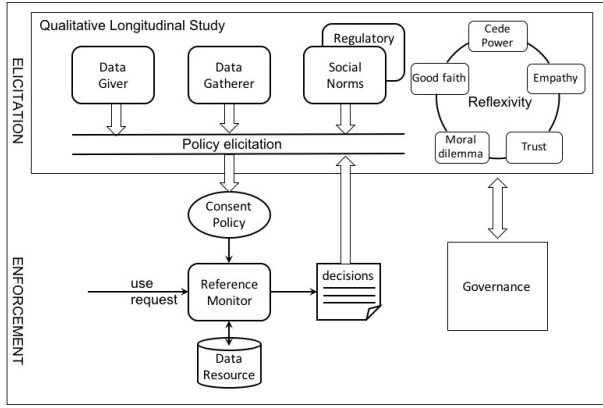 Qualitative Longitudinal Study
ELICITATION
Data
Giver
Data
Gatherer
Regulatory
Social
Norms
Cede
Power
Good faith
Empathy
Reflexivity
Moral
dilemma
Trust
Policy elicitation
Consent
Policy
ENFORCEMENT
use
request
Reference
Monitor
decisions
Governance
Data
Resource